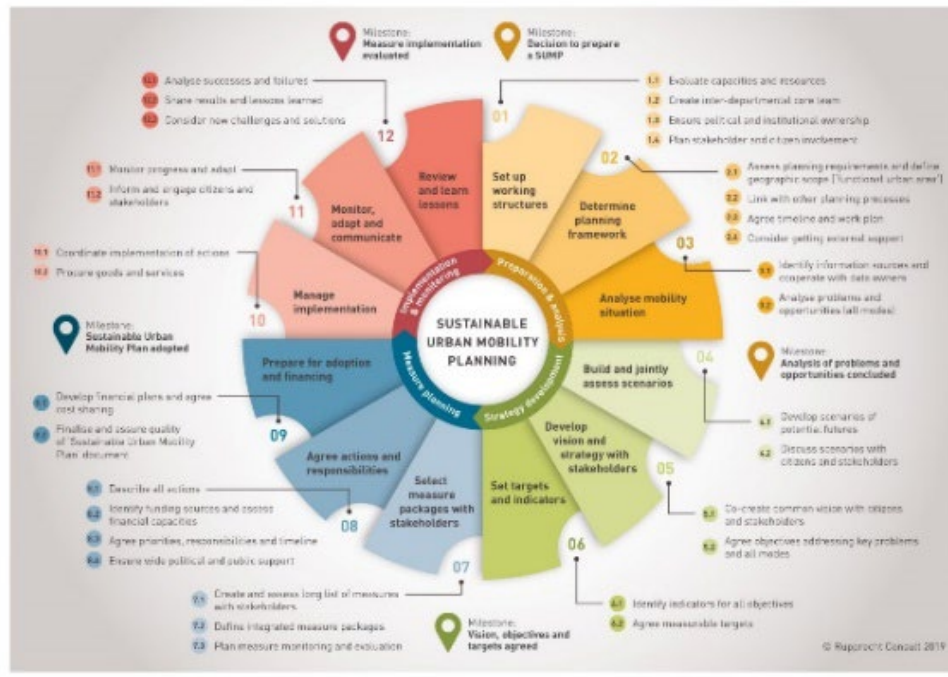 Milestone:
Measure implementation
evaluated
Milestone:
Decision to prepare
a SUMP
12.1 Analyse successes and failures
12.2 Share results and lessons learned
12.3 Consider new challenges and solutions
12
Review
and learn
lessons
01
Set up
working
structures
1.1 Evaluate capacities and resources
1.2 Create inter-departmental core team
1.3 Ensure political and institutional ownership
1.4 Plan stakeholder and citizen involvement
02
Determine
planning
framework
2.1 Assess planning requirements and define
geographic scope ('functional urban area')
2.2 Link with other planning processes
2.3 Agree timeline and work plan
2.4 Consider getting external support
11.1 Monitor progress and adapt
11.2 Inform and engage citizens and
stakeholders
11
Monitor,
adapt and
communicate
03
Analyse mobility
situation
3.1 Identify information sources and
cooperate with data owners
3.2 Analyse problems and
opportunities (all modes)
10.1 Coordinate implementation of actions
10.2 Procure goods and services
10
Manage
implementation
Implementation
& monitoring
Preparation & analysis
SUSTAINABLE
URBAN MOBILITY
PLANNING
Measure planning
Strategy development
Milestone:
Sustainable Urban
Mobility Plan adopted
Milestone:
Analysis of problems and
opportunities concluded
Prepare for adoption
and financing
09
9.1 Develop financial plans and agree
cost sharing
9.2 Finalise and assure quality
of 'Sustainable Urban Mobility
Plan' document
04
Build and jointly
assess scenarios
4.1 Develop scenarios of
potential futures
4.2 Discuss scenarios with
citizens and stakeholders
Agree actions and
responsibilities
08
8.1 Describe all actions
8.2 Identify funding sources and assess
financial capacities
8.3 Agree priorities, responsibilities and timeline
8.4 Ensure wide political and public support
Develop
vision and
strategy with
stakeholders
05
5.1 Co-create common vision with citizens
and stakeholders
5.2 Agree objectives addressing key problems
and all modes
Select
measure
packages with
stakeholders
07
7.1 Create and assess long list of measures
with stakeholders
7.2 Define integrated measure packages
7.3 Plan measure monitoring and evaluation
Set targets
and indicators
06
6.1 Identify indicators for all objectives
6.2 Agree measurable targets
Milestone:
Vision, objectives and
targets agreed
© Rupprecht Consult 2019